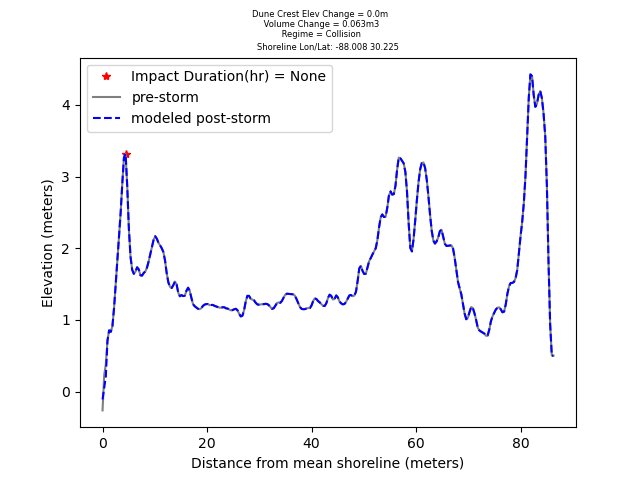 Dune Crest Elev Change = 0.0m
Volume Change = 0.063m3
Regime = Collision
Shoreline Lon/Lat: -88.008 30.225
Impact Duration(hr) = None
pre-storm
modeled post-storm
4
3
2
1
0
Elevation (meters)
0 20 40 60 80
Distance from mean shoreline (meters)